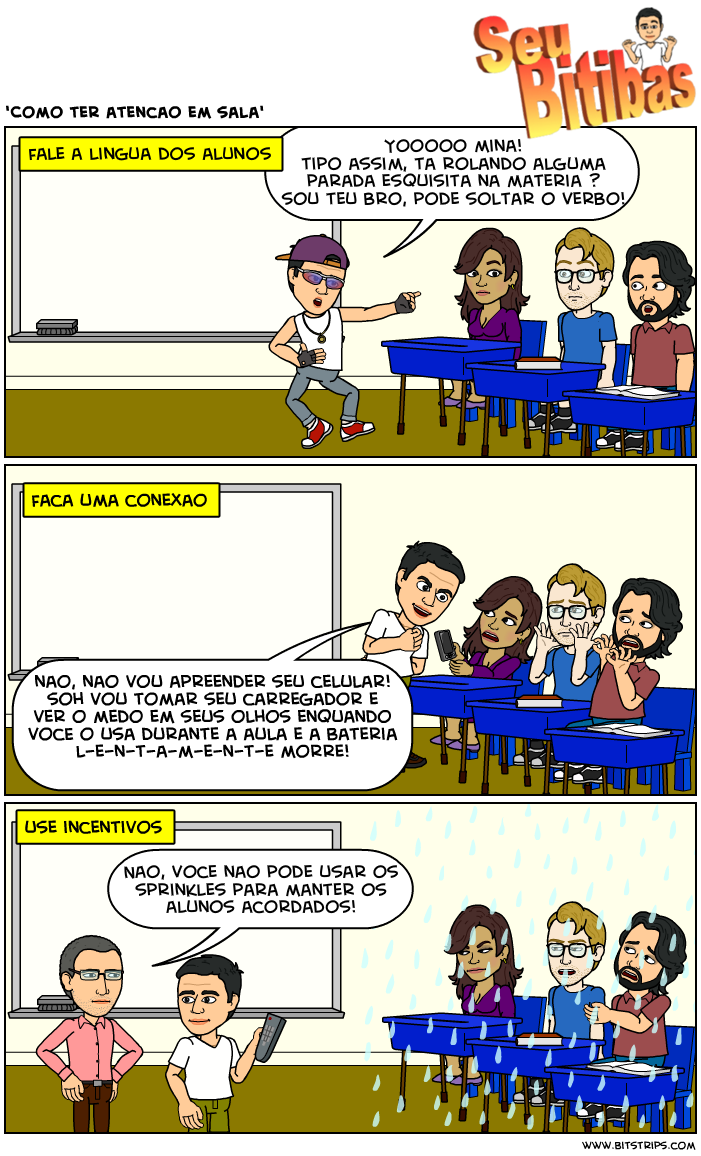 Seu
Bitibas
'COMO TER ATENCAO EM SALA'
FALE A LINGUA DOS ALUNOS
YOOOOO MINA!
TIPO ASSIM, TA ROLANDO ALGUMA
PARADA ESQUISITA NA MATERIA ?
SOU TEU BRO, PODE SOLTAR O VERBO!
FACA UMA CONEXAO
NAO, NAO VOU APREENDER SEU CELULAR!
SOH VOU TOMAR SEU CARREGADOR E
VER O MEDO EM SEUS OLHOS ENQUANDO
VOCE O USA DURANTE A AULA E A BATERIA
L-E-N-T-A-M-E-N-T-E MORRE!
USE INCENTIVOS
NAO, VOCE NAO PODE USAR OS
SPRINKLES PARA MANTER OS
ALUNOS ACORDADOS!
WWW.BITSTRIPS.COM